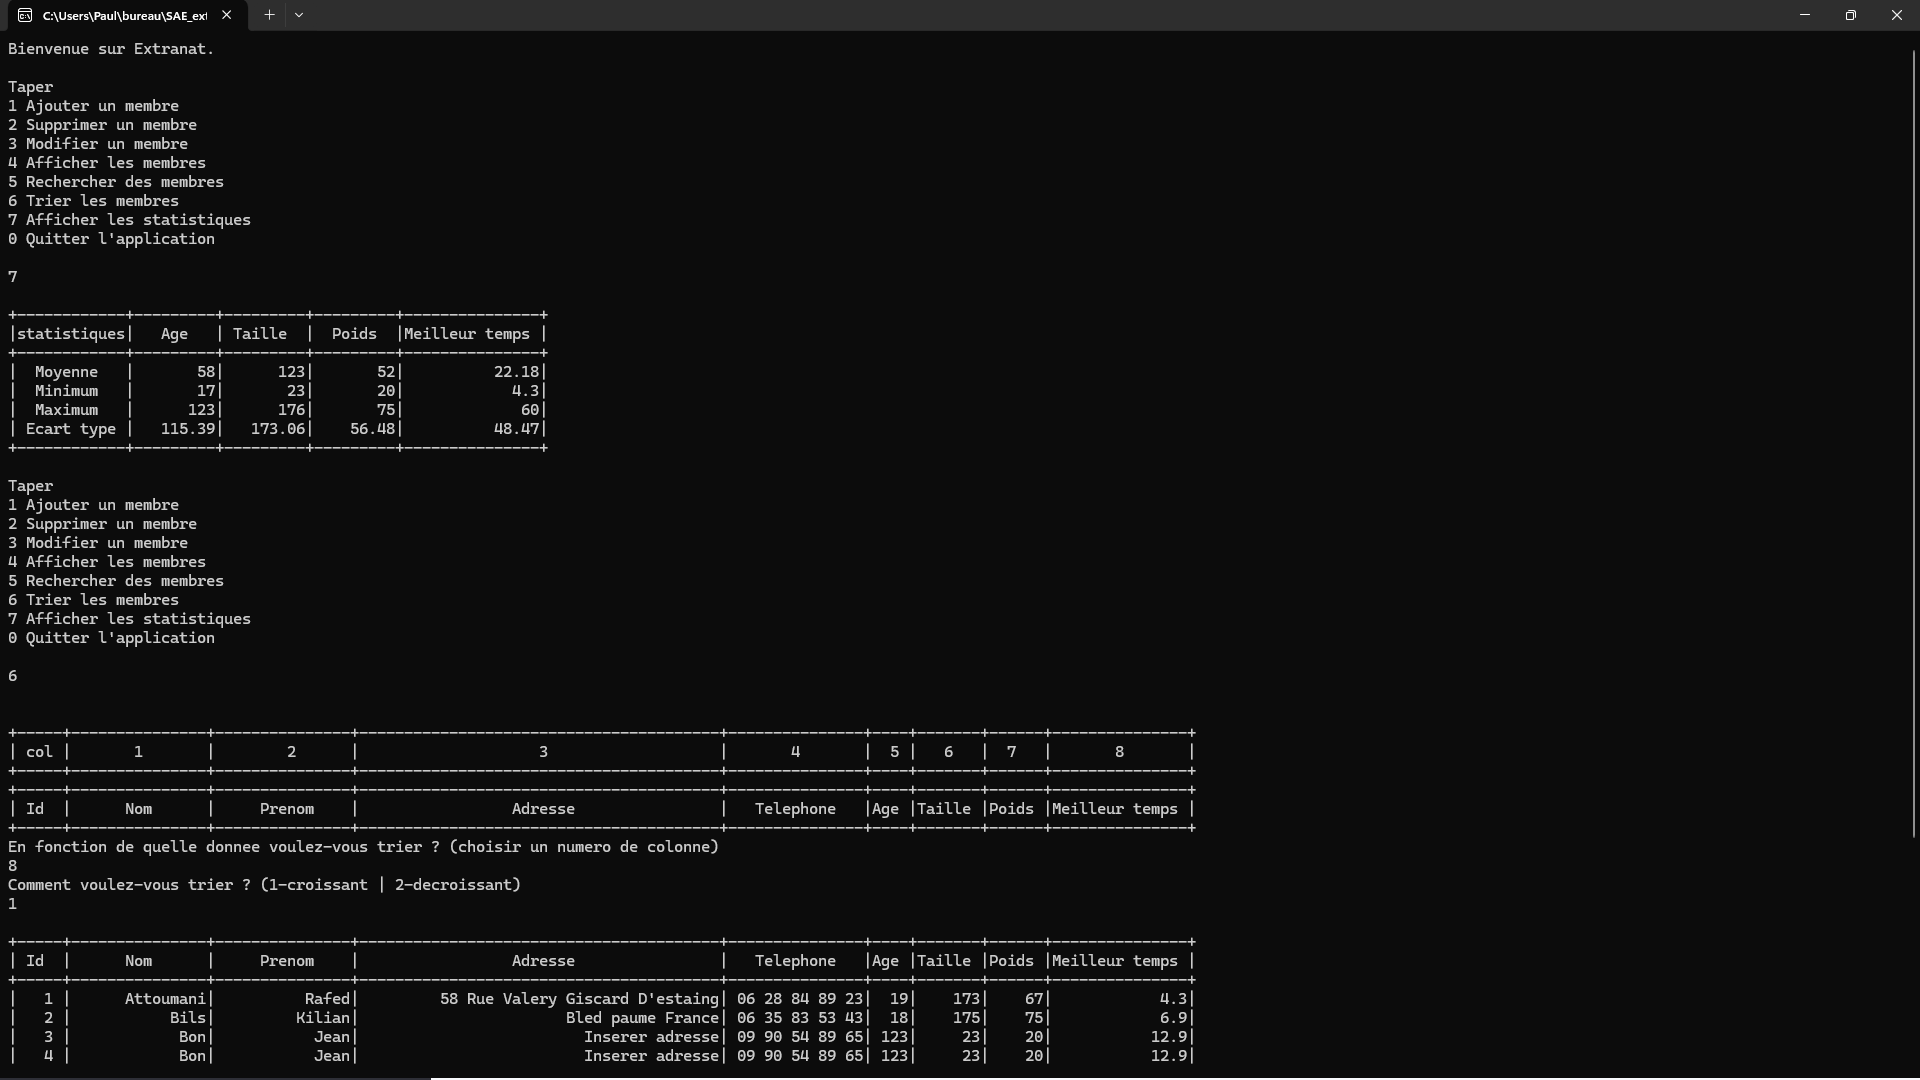 C:\Users\Paul\bureau\SAE_ext
Bienvenue sur Extranat.
Taper
1 Ajouter un membre
2 Supprimer un membre
3 Modifier un membre
4 Afficher les membres
5 Rechercher des membres
6 Trier les membres
7 Afficher les statistiques
0 Quitter l'application
7
+------------+---------+---------+---------+---------------+
|statistiques|   Age   | Taille  |  Poids  |Meilleur temps |
+------------+---------+---------+---------+---------------+
|  Moyenne   |       58|      123|       52|          22.18|
|  Minimum   |       17|       23|       20|            4.3|
|  Maximum   |      123|      176|       75|             60|
| Ecart type |   115.39|   173.06|    56.48|          48.47|
+------------+---------+---------+---------+---------------+
Taper
1 Ajouter un membre
2 Supprimer un membre
3 Modifier un membre
4 Afficher les membres
5 Rechercher des membres
6 Trier les membres
7 Afficher les statistiques
0 Quitter l'application
6
+-----+---------------+---------------+----------------------------------------+---------------+----+-------+------+---------------+
| col |       1       |        2      |                    3                   |       4       |  5 |   6   |  7   |       8       |
+-----+---------------+---------------+----------------------------------------+---------------+----+-------+------+---------------+
+-----+---------------+---------------+----------------------------------------+---------------+----+-------+------+---------------+
| Id  |      Nom      |     Prenom    |                 Adresse                |   Telephone   |Age |Taille |Poids |Meilleur temps |
+-----+---------------+---------------+----------------------------------------+---------------+----+-------+------+---------------+
En fonction de quelle donnee voulez-vous trier ? (choisir un numero de colonne)
8
Comment voulez-vous trier ? (1-croissant | 2-decroissant)
1
+-----+---------------+---------------+----------------------------------------+---------------+----+-------+------+---------------+
| Id  |      Nom      |     Prenom    |                 Adresse                |   Telephone   |Age |Taille |Poids |Meilleur temps |
+-----+---------------+---------------+----------------------------------------+---------------+----+-------+------+---------------+
|   1 |      Attoumani|          Rafed|         58 Rue Valery Giscard D'estaing| 06 28 84 89 23|  19|    173|    67|            4.3|
|   2 |           Bils|         Kilian|                       Bled paume France| 06 35 83 53 43|  18|    175|    75|            6.9|
|   3 |            Bon|           Jean|                         Inserer adresse| 09 90 54 89 65| 123|     23|    20|           12.9|
|   4 |            Bon|           Jean|                         Inserer adresse| 09 90 54 89 65| 123|     23|    20|           12.9|